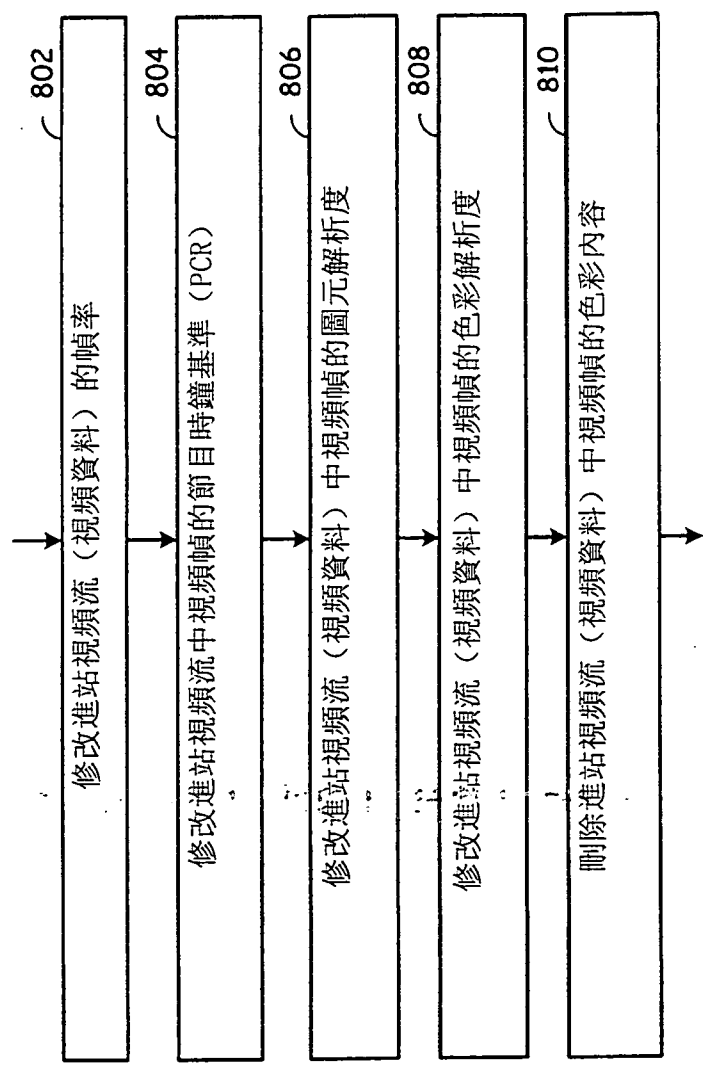 802
修改進站視頻流（視頻資料）的幀率
804
修改進站視頻流中視頻幀的節目時鐘基準（PCR）
806
修改進站視頻流（視頻資料）中視頻幀的圖元解析度
808
修改進站視頻流（視頻資料）中視頻幀的色彩解析度
810
刪除進站視頻流（視頻資料）中視頻幀的色彩內容